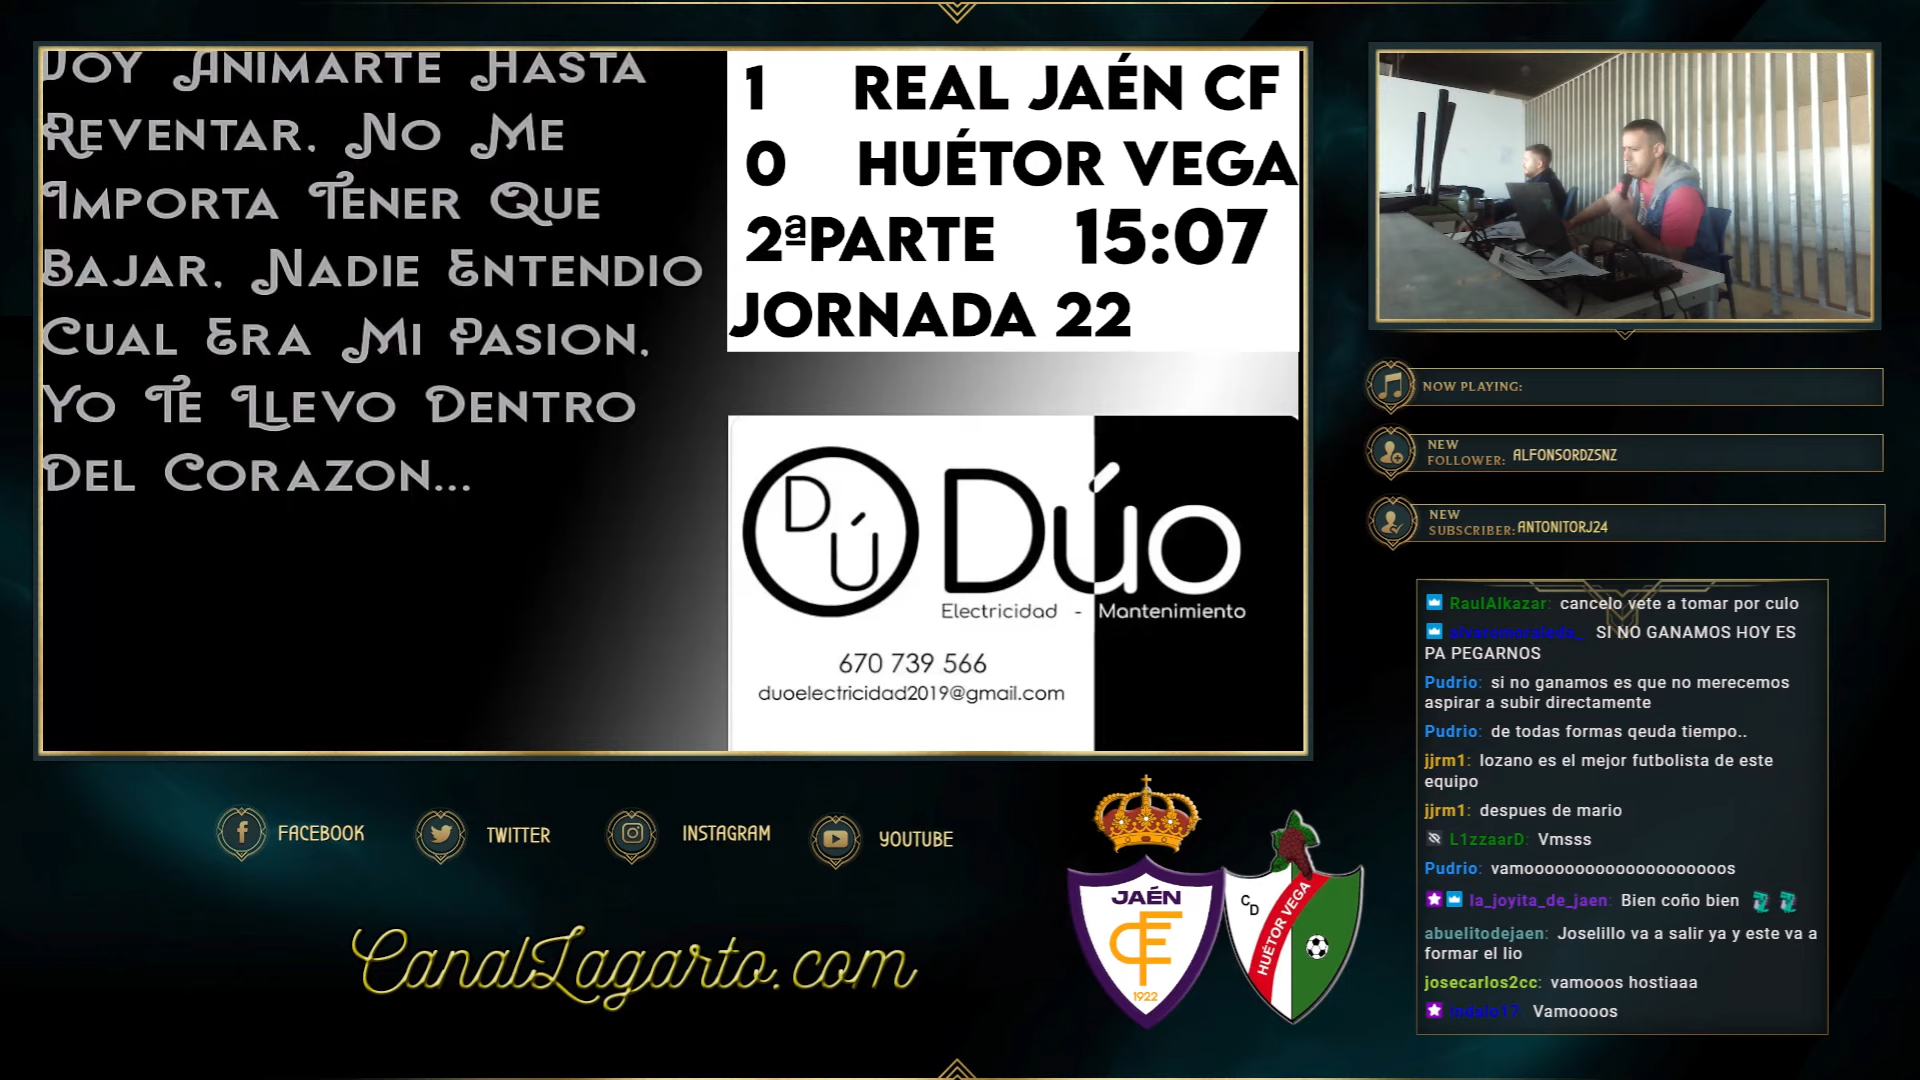 VOY ANIMARTE HASTA
REVENTAR. NO ME
IMPORTA TENER QUE
BAJAR. NADIE ENTENDIO
CUAL ERA MI PASION.
YO TE LLEVO DENTRO
DEL CORAZON...
1 REAL JAÉN CF
0 HUÉTOR VEGA
2ªPARTE 15:07
JORNADA 22
DÚ
Dúo
Electricidad - Mantenimiento
670 739 566
duoelectricidad2019@gmail.com
NOW PLAYING:
NEW
FOLLOWER: ALFONSORDZSNZ
NEW
SUBSCRIBER: ANTONITORJ24
RaulAlkazar: cancelo vete a tomar por culo
alvaromoraleda_: SI NO GANAMOS HOY ES
PA PEGARNOS
Pudrio: si no ganamos es que no merecemos
aspirar a subir directamente
Pudrio: de todas formas qeuda tiempo..
jjrm1: lozano es el mejor futbolista de este
equipo
jjrm1: despues de mario
L1zzaarD: Vmsss
Pudrio: vamooooooooooooooooooooos
la_joyita_de_jaen: Bien coño bien
abuelitodejaen: Joselillo va a salir ya y este va a
formar el lio
josecarlos2cc: vamooos hostiaaa
indalo17: Vamoooos
FACEBOOK
TWITTER
INSTAGRAM
YOUTUBE
CanalLagarto.com
JAÉN
CF
1922
CD
HUÉTOR VEGA